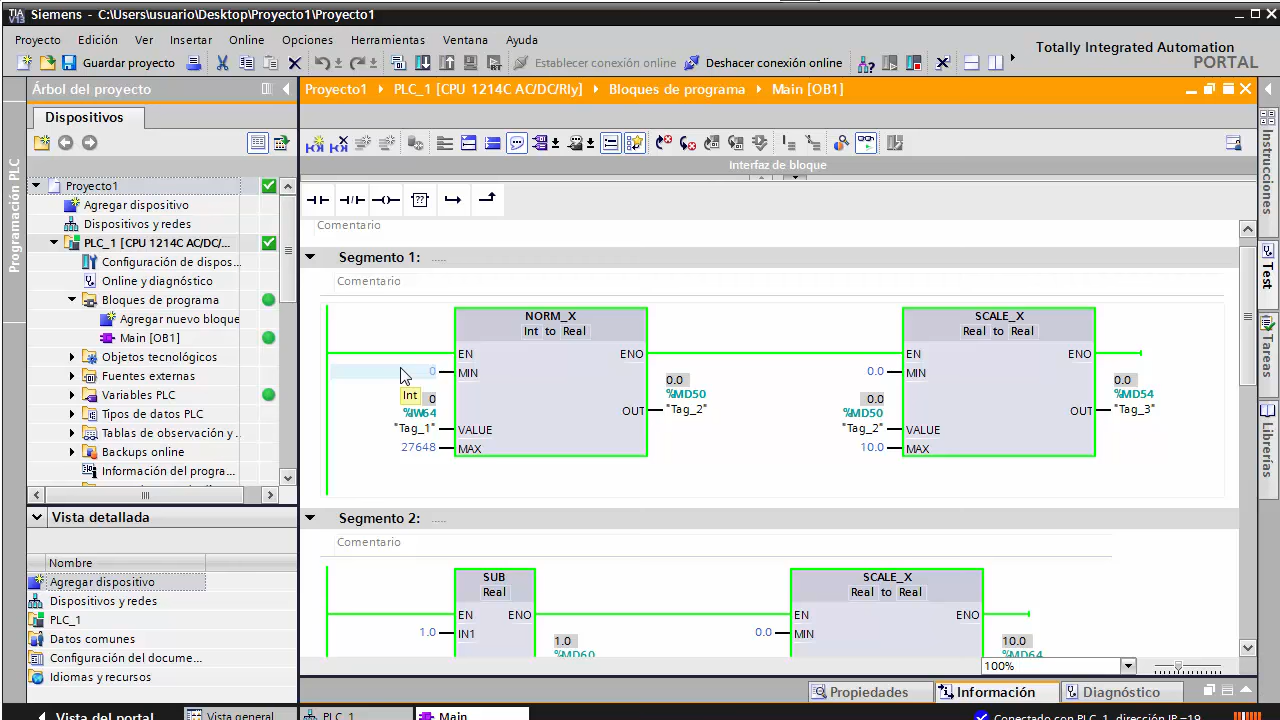 TIA V13 Siemens - C:\Users\usuario\Desktop\Proyecto1\Proyecto1
Proyecto Edición Ver Insertar Online Opciones Herramientas Ventana Ayuda
Totally Integrated Automation
PORTAL
Guardar proyecto Establecer conexión online Deshacer conexión online
Árbol del proyecto
Proyecto1 PLC_1 [CPU 1214C AC/DC/Rly] Bloques de programa Main [OB1]
Dispositivos
Programación PLC
Proyecto1
Agregar dispositivo
Dispositivos y redes
PLC_1 [CPU 1214C AC/DC/...
Configuración de dispos...
Online y diagnóstico
Bloques de programa
Agregar nuevo bloque
Main [OB1]
Objetos tecnológicos
Fuentes externas
Variables PLC
Tipos de datos PLC
Tablas de observación y ...
Backups online
Información del progra...
Vista detallada
Nombre
Agregar dispositivo
Dispositivos y redes
PLC_1
Datos comunes
Configuración del docume...
Idiomas y recursos
Interfaz de bloque
??
Comentario
Segmento 1: .....
Comentario
NORM_X
Int to Real
EN ENO
0 MIN
Int 0
%IW64
"Tag_1" VALUE
27648 MAX
0.0
%MD50
OUT "Tag_2"
SCALE_X
Real to Real
EN ENO
0.0 MIN
0.0
%MD50
"Tag_2" VALUE
10.0 MAX
0.0
%MD54
OUT "Tag_3"
Segmento 2: .....
Comentario
SUB
Real
EN ENO
1.0 IN1
1.0
%MD60
SCALE_X
Real to Real
EN ENO
0.0 MIN
10.0
%MD64
100%
Propiedades Información Diagnóstico
Instrucciones
Test
Tareas
Librerías
Vista del portal Vista general PLC_1 Main
Conectado con PLC_1, dirección IP =19